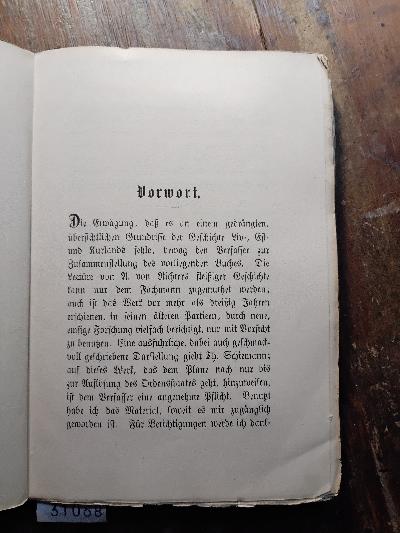 Vorwort.
Die Erwägung, daß es an einem gedrängten,
übersichtlichen Grundrisse der Geschichte Liv-, Est-
und Kurlands fehle, bewog den Verfasser zur
Zusammenstellung des vorliegenden Buches. Die
Lectüre von A. von Richters fleißiger Geschichte
kann nur dem Fachmann zugemuthet werden,
auch ist das Werk vor mehr als dreißig Jahren
erschienen, in seinen älteren Partieen, durch neue,
emsige Forschung vielfach berichtigt, nur mit Vorsicht
zu benutzen. Eine ausführliche, dabei auch geschmack-
voll geschriebene Darstellung giebt Th. Schiemann;
auf dieses Werk, das dem Plane nach nur bis
zur Auflösung des Ordensstaates geht, hinzuweisen,
ist dem Verfasser eine angenehme Pflicht. Benutzt
habe ich das Material, soweit es mir zugänglich
geworden ist. Für Berichtigungen werde ich dank-
31088